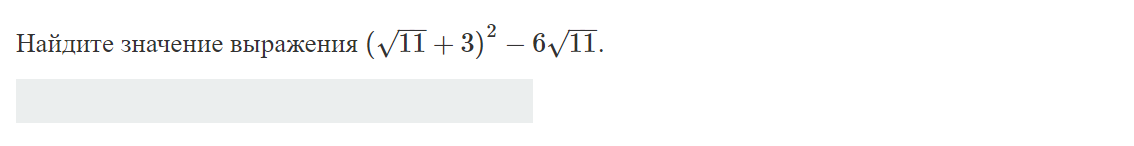 Найдите значение выражения (√11 + 3)² − 6√11.